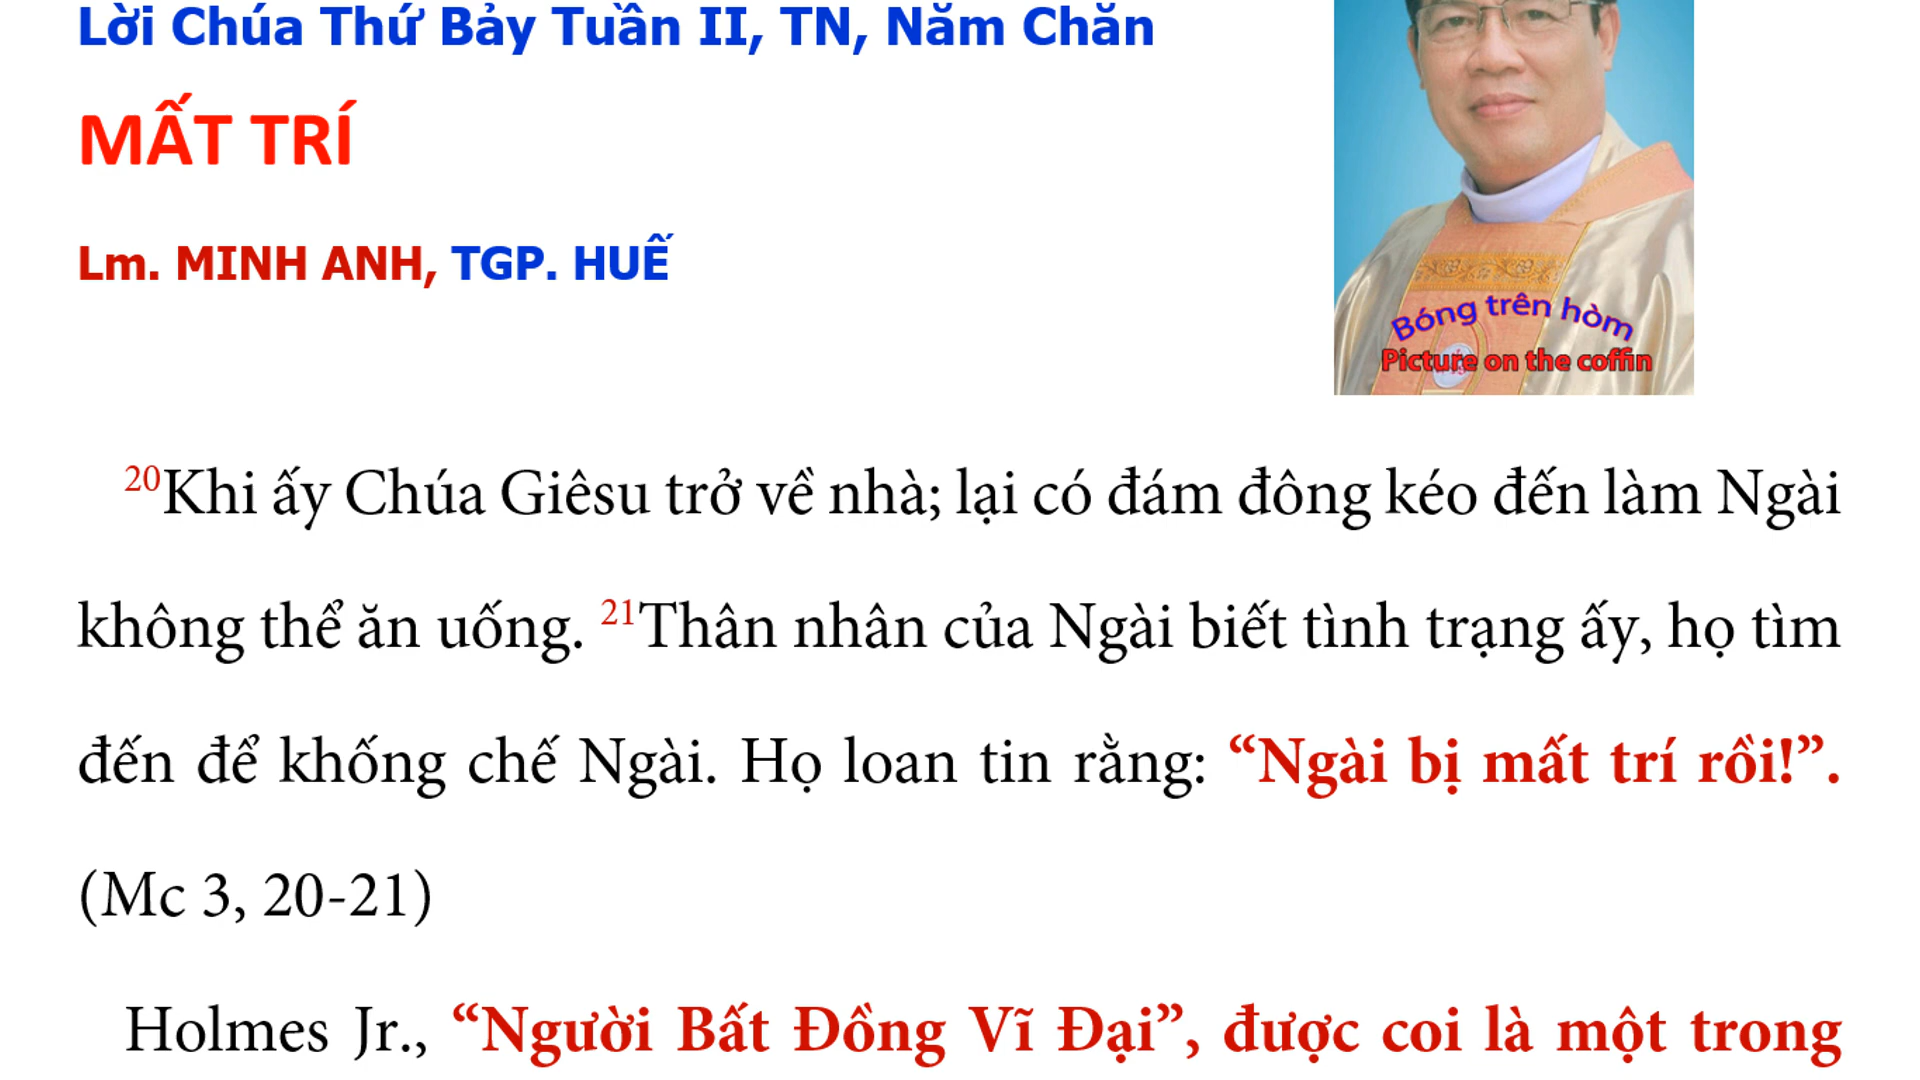 Lời Chúa Thứ Bảy Tuần II, TN, Năm Chẵn
MẤT TRÍ
Lm. MINH ANH, TGP. HUẾ
Bóng trên hòm
Picture on the coffin
20Khi ấy Chúa Giêsu trở về nhà; lại có đám đông kéo đến làm Ngài
không thể ăn uống. 21Thân nhân của Ngài biết tình trạng ấy, họ tìm
đến để khống chế Ngài. Họ loan tin rằng: “Ngài bị mất trí rồi!”.
(Mc 3, 20-21)
Holmes Jr., “Người Bất Đồng Vĩ Đại”, được coi là một trong